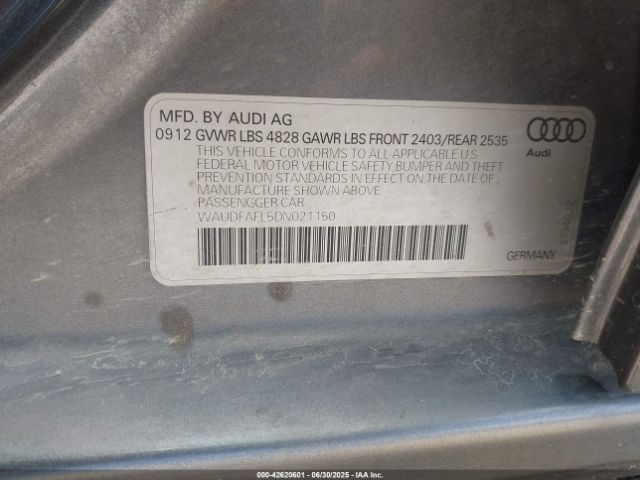 MFD. BY AUDI AG
0912 GVWR LBS 4828 GAWR LBS FRONT 2403/REAR 2535
THIS VEHICLE CONFORMS TO ALL APPLICABLE U.S.
FEDERAL MOTOR VEHICLE SAFETY BUMPER AND THEFT
PREVENTION STANDARDS IN EFFECT ON THE DATE OF
MANUFACTURE SHOWN ABOVE
PASSENGGER CAR
WAUDFAFL5DN021150
Audi
GERMANY
000-42620601 - 06/30/2025 - IAAI Inc.